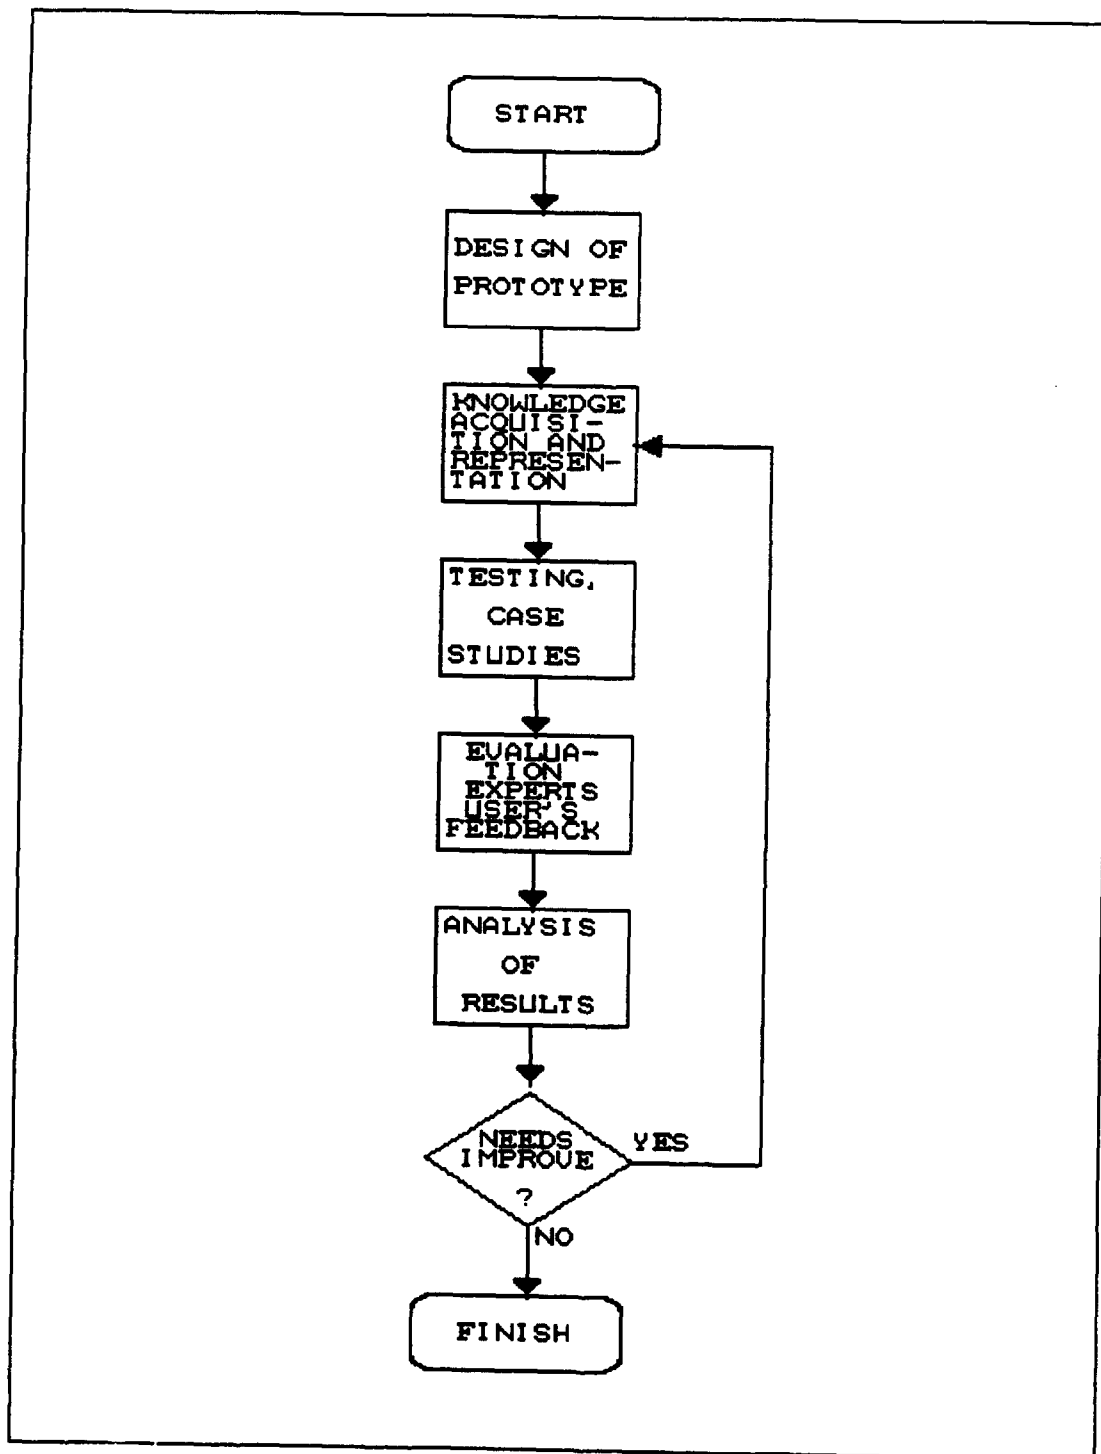 START
DESIGN OF
PROTOTYPE
KNOWLEDGE
ACQUISI-
TION AND
REPRESEN-
TATION
TESTING,
CASE
STUDIES
EVALUA-
TION
EXPERTS
USER'S
FEEDBACK
ANALYSIS
OF
RESULTS
NEEDS
IMPROVE
?
YES
NO
FINISH